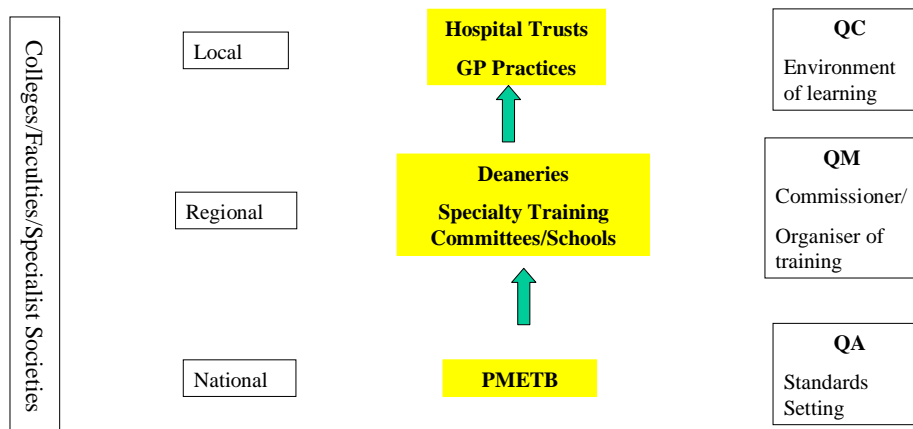 Colleges/Faculties/Specialist Societies
Local
Hospital Trusts
GP Practices
QC
Environment
of learning
Regional
Deaneries
Specialty Training
Committees/Schools
QM
Commissioner/
Organiser of
training
National
PMETB
QA
Standards
Setting